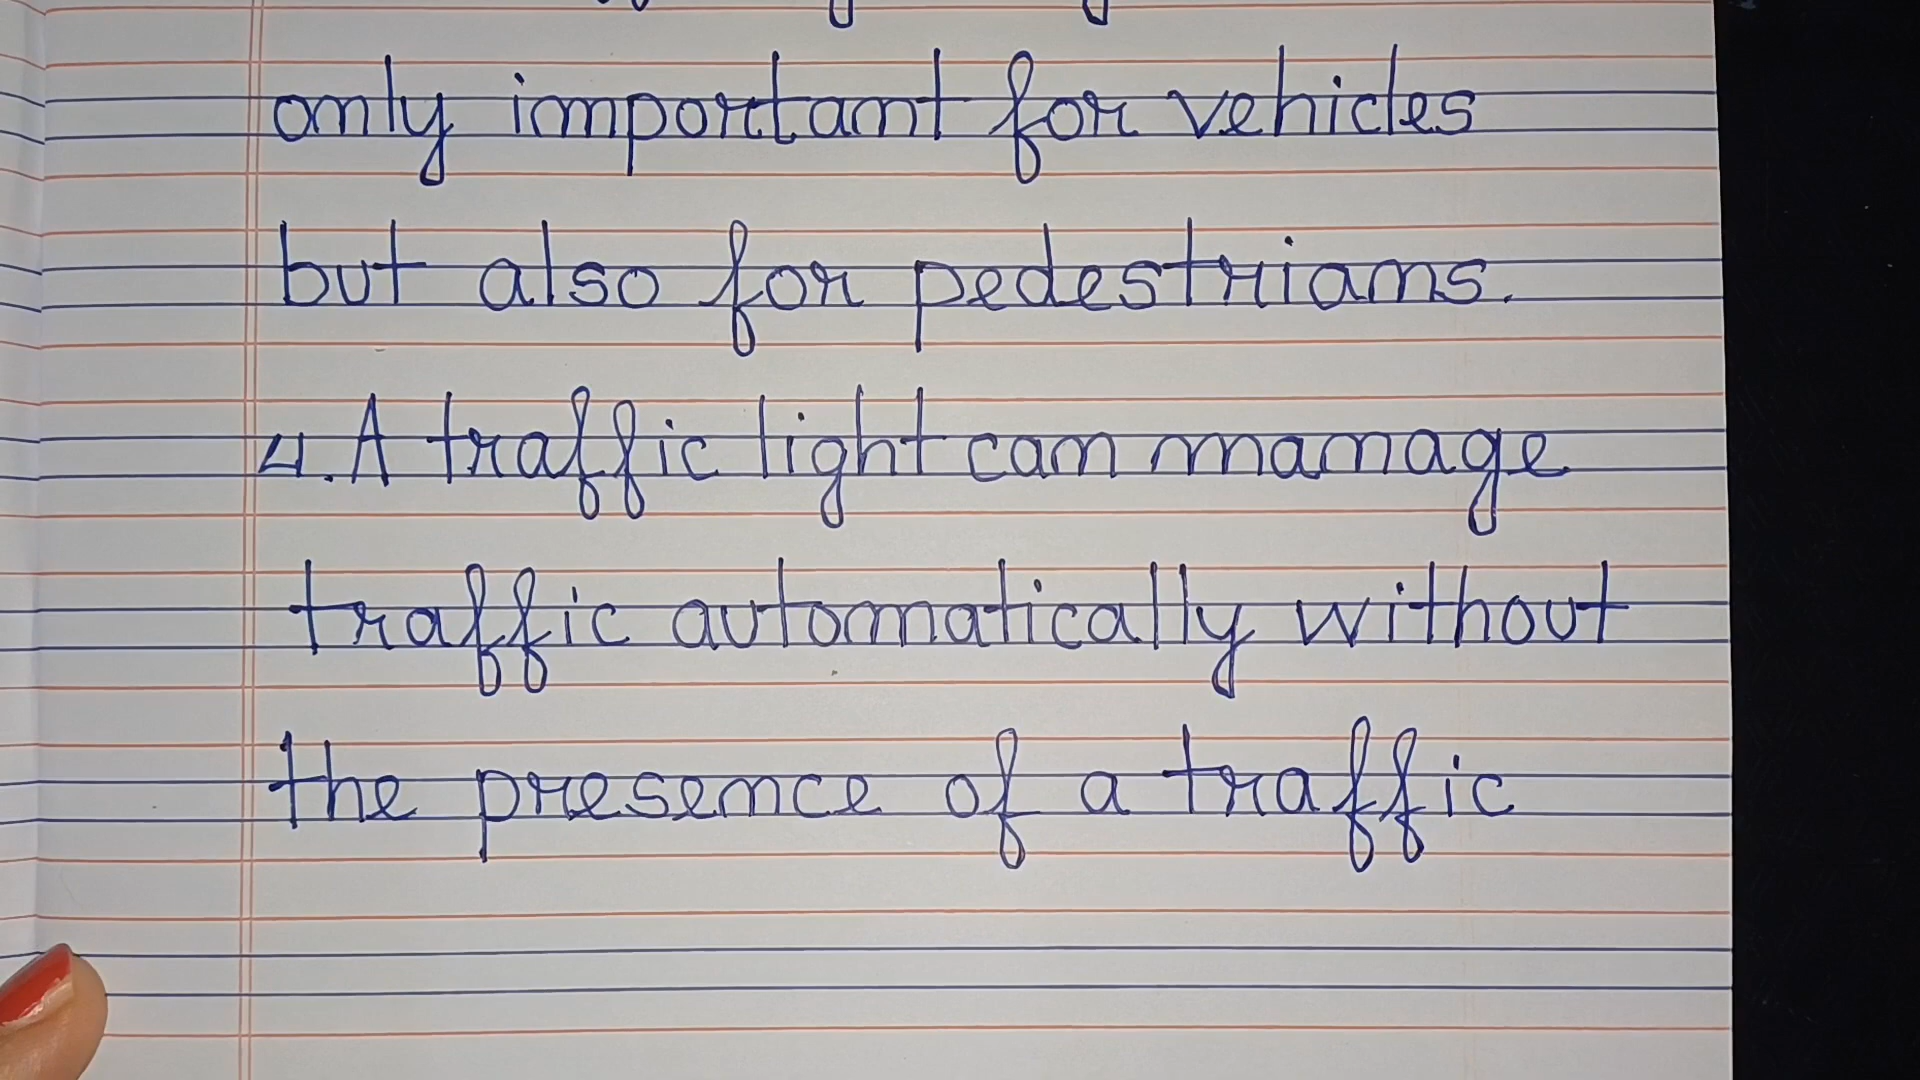 only important for vehicles
but also for pedestrians.
4. A traffic light can manage
traffic automatically without
the presence of a traffic